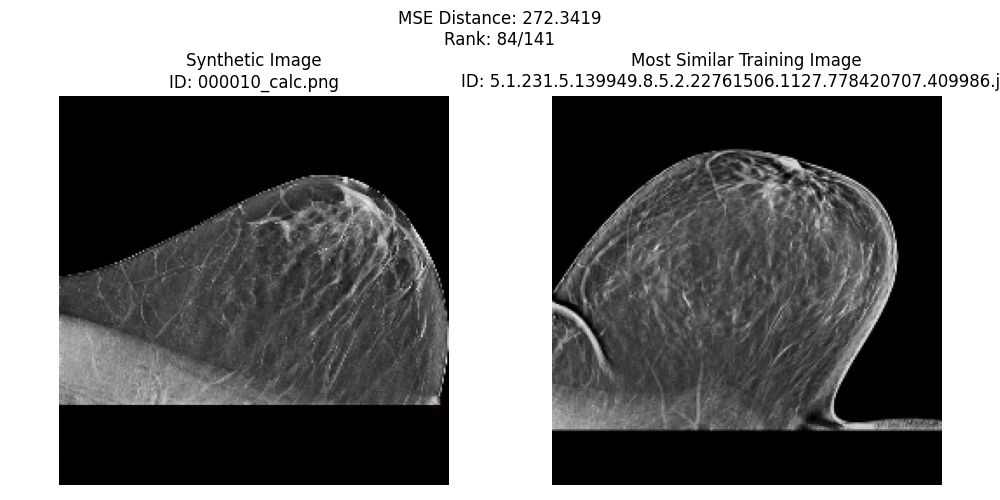 MSE Distance: 272.3419
Rank: 84/141
Synthetic Image
ID: 000010_calc.png
Most Similar Training Image
ID: 5.1.231.5.139949.8.5.2.22761506.1127.778420707.409986.j